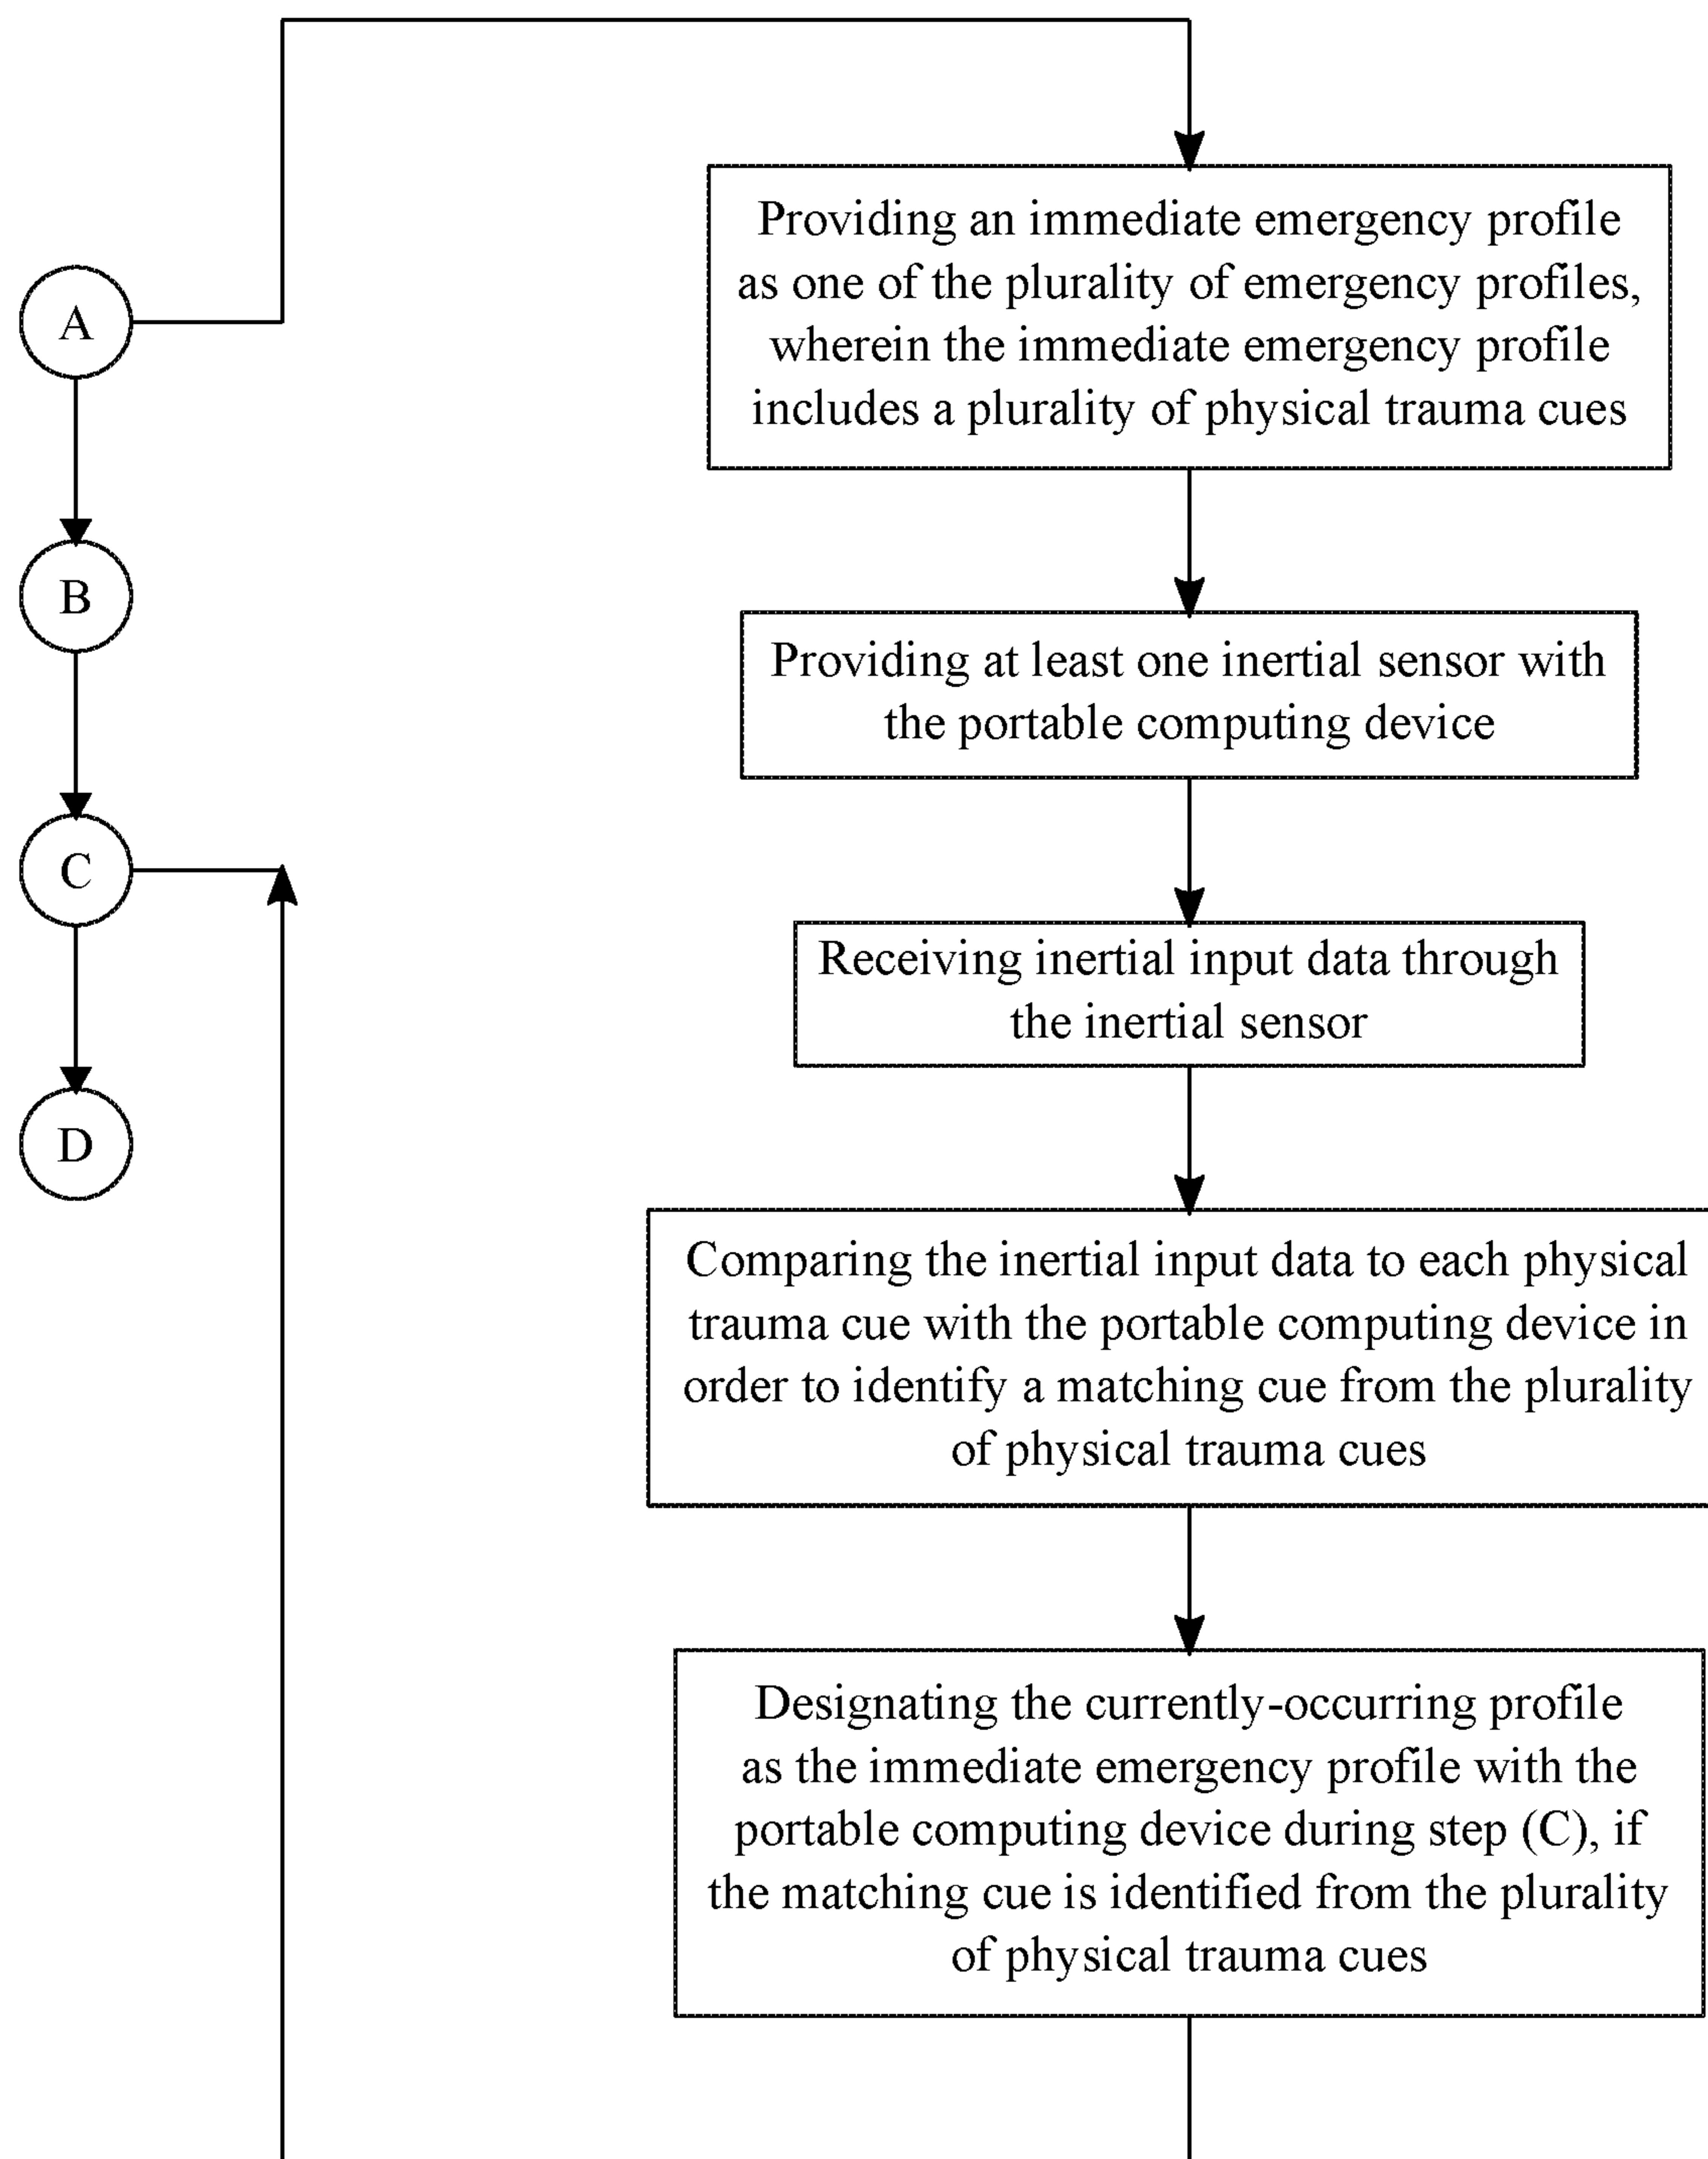 A
B
C
D
Providing an immediate emergency profile
as one of the plurality of emergency profiles,
wherein the immediate emergency profile
includes a plurality of physical trauma cues
Providing at least one inertial sensor with
the portable computing device
Receiving inertial input data through
the inertial sensor
Comparing the inertial input data to each physical
trauma cue with the portable computing device in
order to identify a matching cue from the plurality
of physical trauma cues
Designating the currently-occurring profile
as the immediate emergency profile with the
portable computing device during step (C), if
the matching cue is identified from the plurality
of physical trauma cues